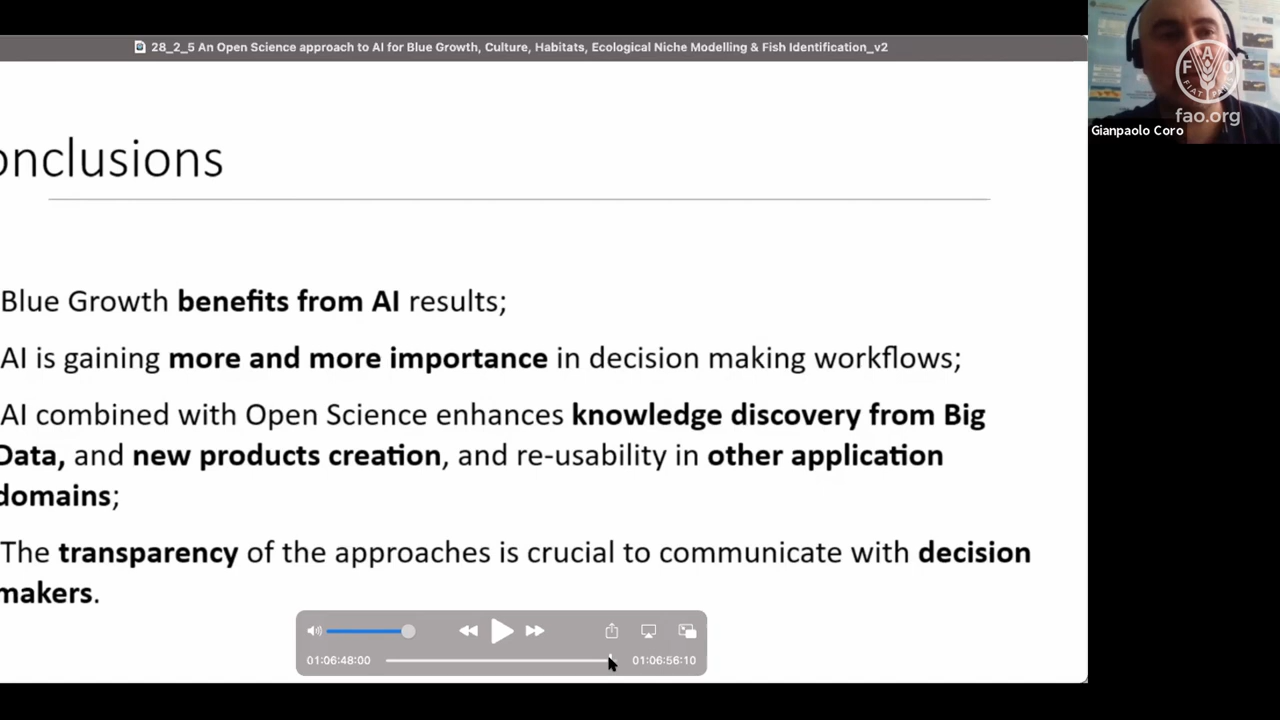 28_2_5 An Open Science approach to AI for Blue Growth, Culture, Habitats, Ecological Niche Modelling & Fish Identification_v2
F A O
FIAT PANIS
fao.org
Gianpaolo Coro
onclusions
Blue Growth benefits from AI results;
AI is gaining more and more importance in decision making workflows;
AI combined with Open Science enhances knowledge discovery from Big
Data, and new products creation, and re-usability in other application
domains;
The transparency of the approaches is crucial to communicate with decision
makers.
01:06:48:00
01:06:56:10